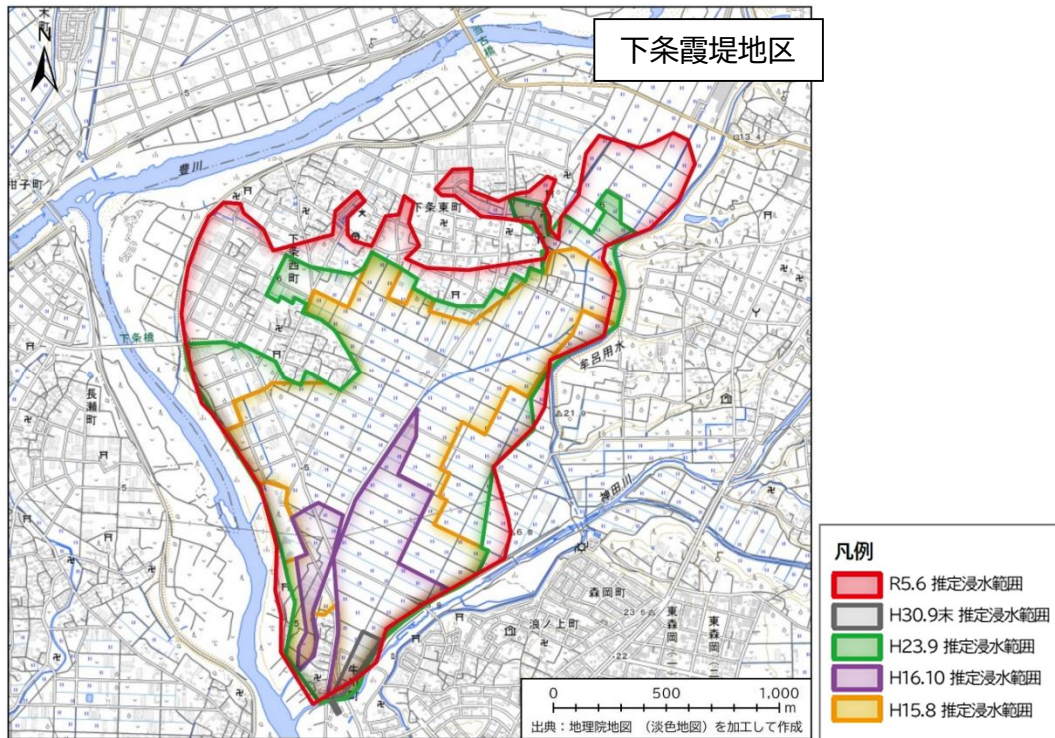 下条霞堤地区
N
豊川
下条東町
下条西町
下条橋
牟呂用水
長瀬町
神田川
森岡町
東森岡
浪ノ上町
0 500 1,000
m
出典:地理院地図 (淡色地図)を加工して作成
凡例
R5.6 推定浸水範囲
H30.9末 推定浸水範囲
H23.9 推定浸水範囲
H16.10 推定浸水範囲
H15.8 推定浸水範囲